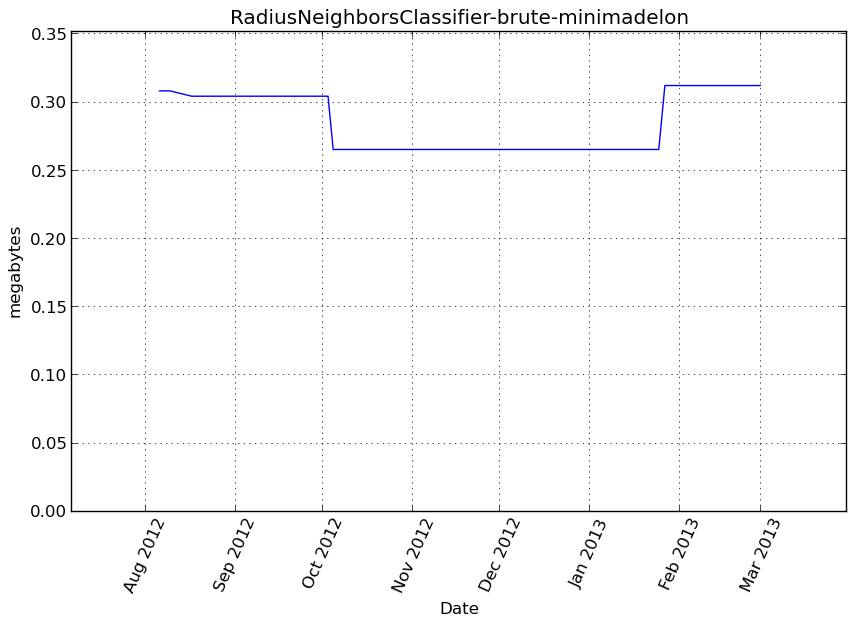 RadiusNeighborsClassifier-brute-minimadelon
0.35
0.30
0.25
0.20
0.15
0.10
0.05
0.00
megabytes
Aug 2012
Sep 2012
Oct 2012
Nov 2012
Dec 2012
Jan 2013
Feb 2013
Mar 2013
Date